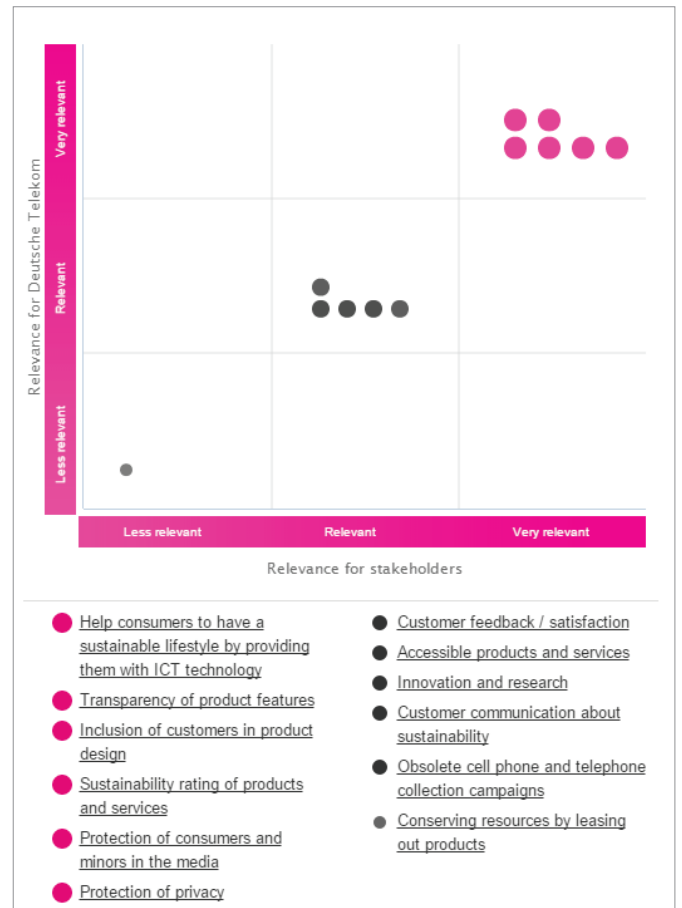 Relevance for Deutsche Telekom
Very relevant
Relevant
Less relevant
Less relevant
Relevant
Very relevant
Relevance for stakeholders
Help consumers to have a
sustainable lifestyle by providing
them with ICT technology
Transparency of product features
Inclusion of customers in product
design
Sustainability rating of products
and services
Protection of consumers and
minors in the media
Protection of privacy
Customer feedback / satisfaction
Accessible products and services
Innovation and research
Customer communication about
sustainability
Obsolete cell phone and telephone
collection campaigns
Conserving resources by leasing
out products